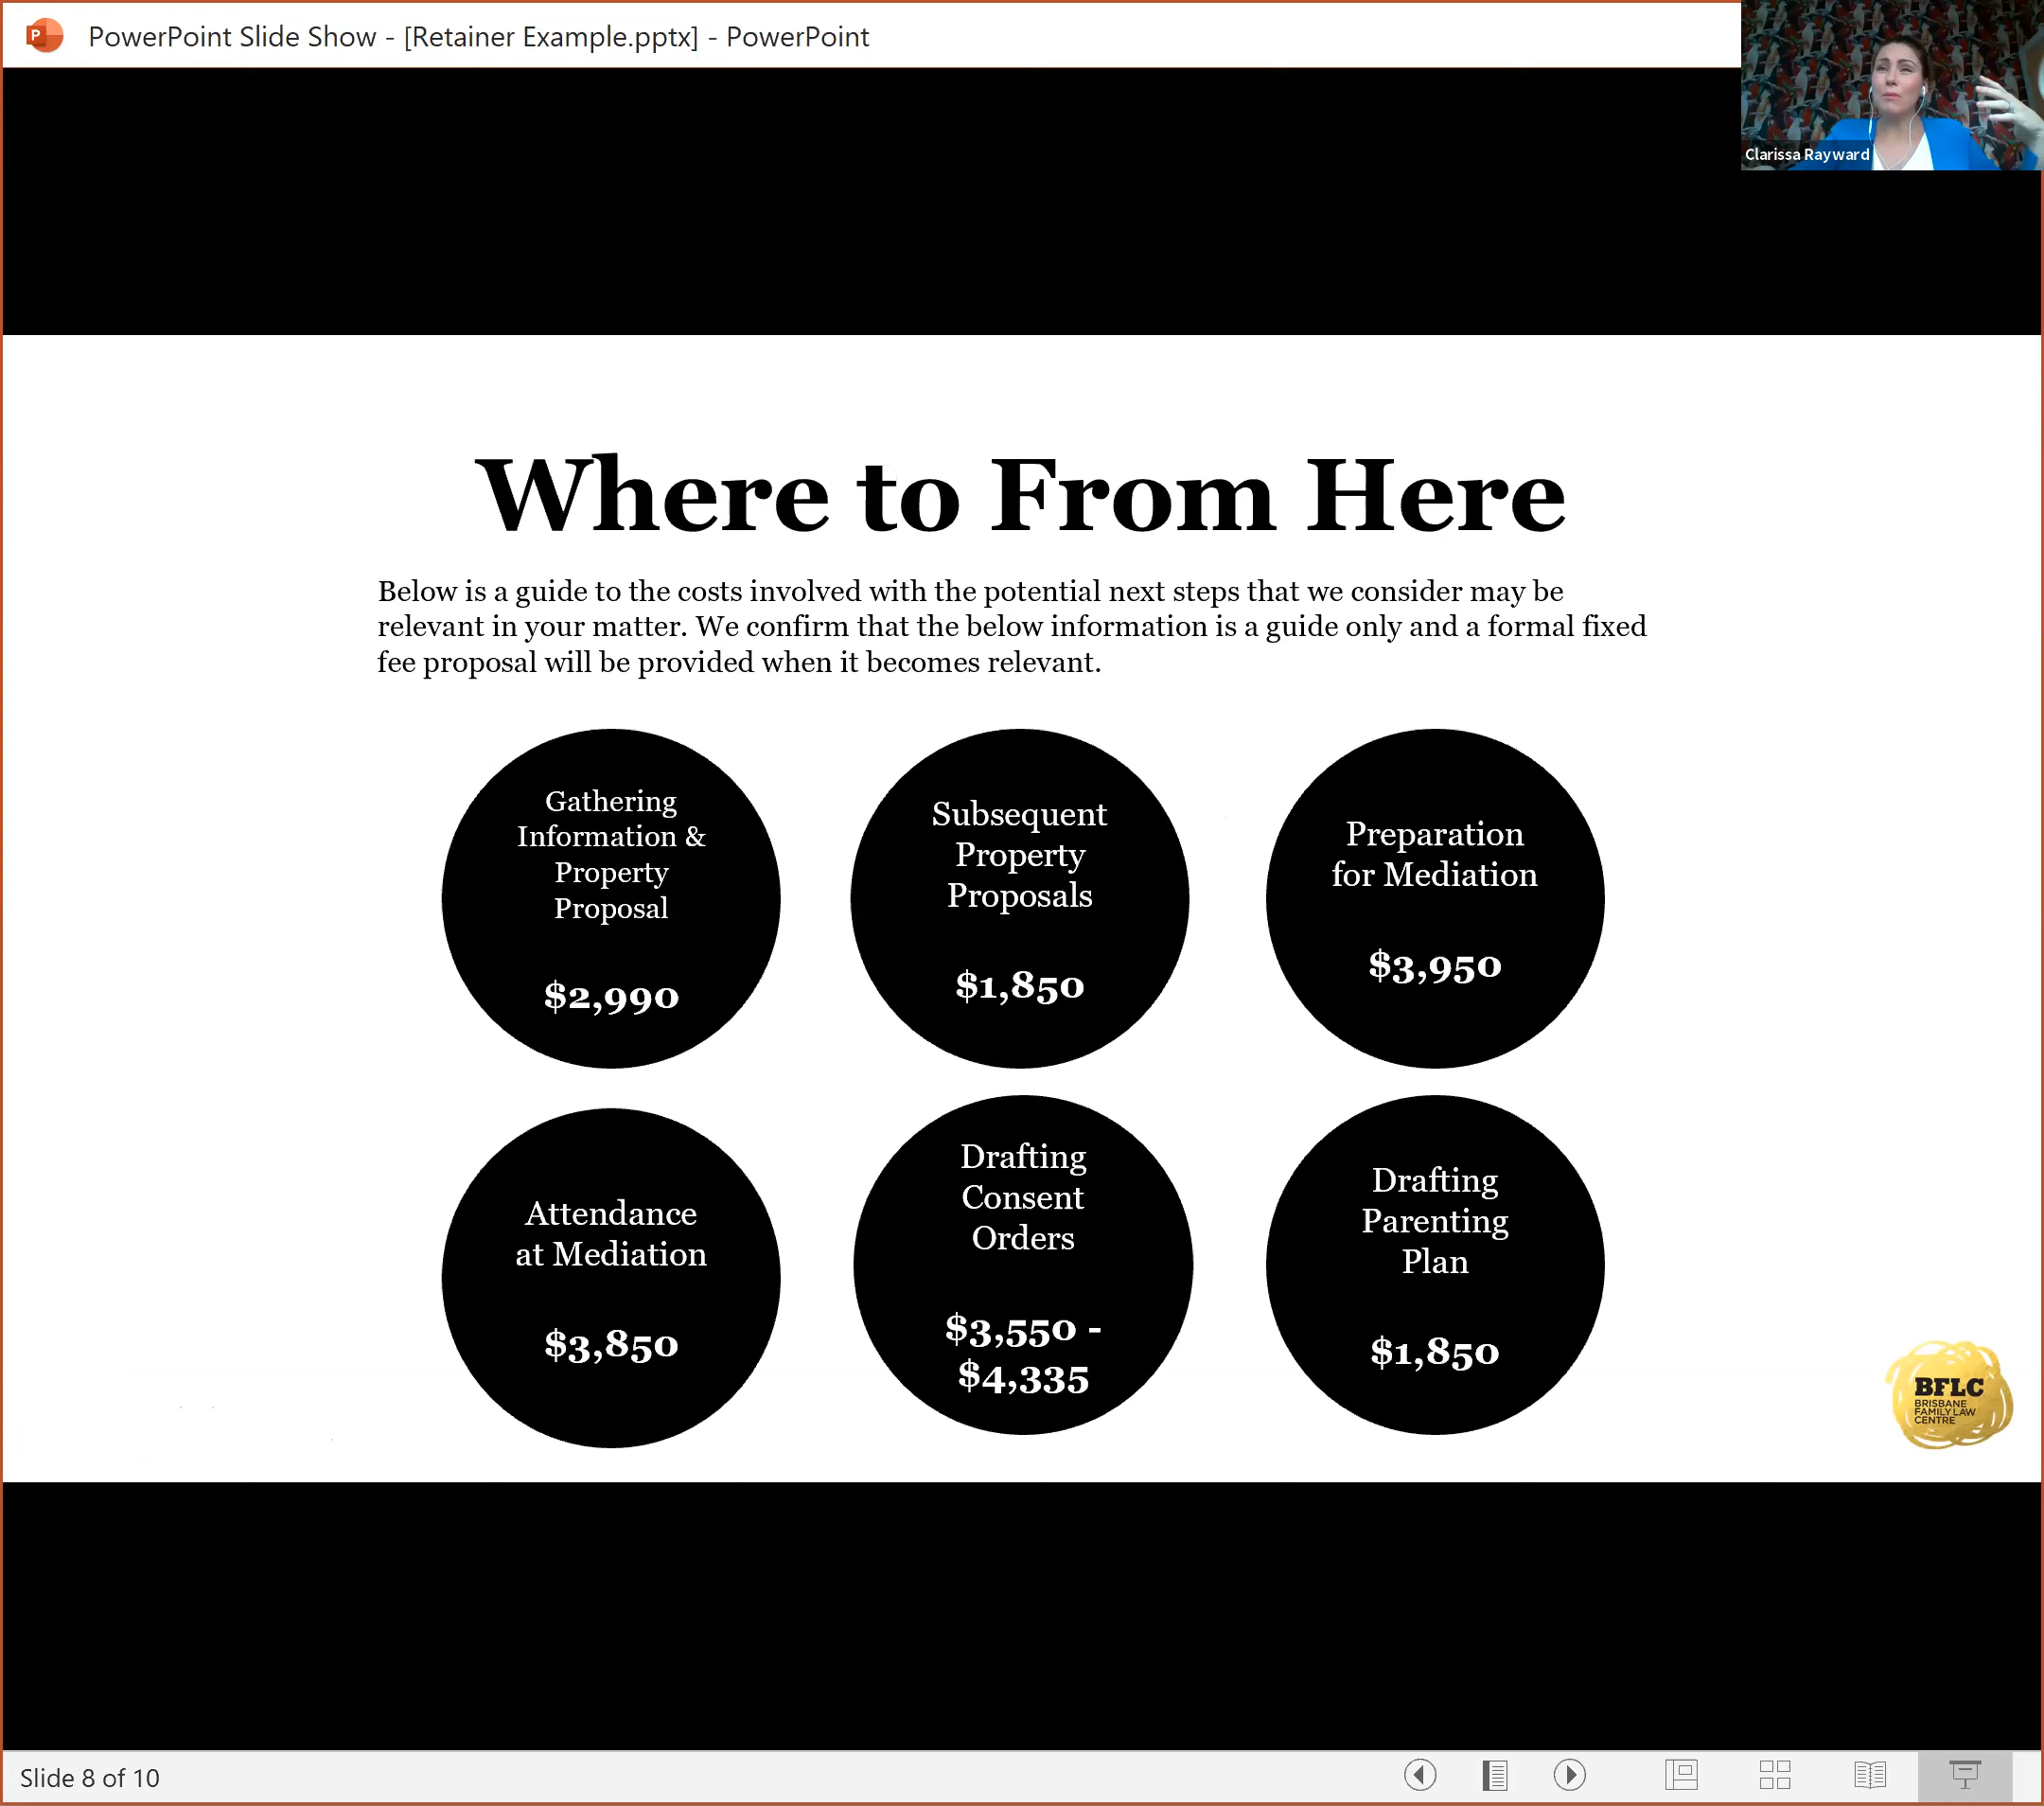 PowerPoint Slide Show - [Retainer Example.pptx] - PowerPoint
Clarissa Rayward
Where to From Here
Below is a guide to the costs involved with the potential next steps that we consider may be
relevant in your matter. We confirm that the below information is a guide only and a formal fixed
fee proposal will be provided when it becomes relevant.
Gathering
Information &
Property
Proposal
$2,990
Subsequent
Property
Proposals
$1,850
Preparation
for Mediation
$3,950
Attendance
at Mediation
$3,850
Drafting
Consent
Orders
$3,550 -
$4,335
Drafting
Parenting
Plan
$1,850
BFLC
BRISBANE
FAMILY LAW
CENTRE
Slide 8 of 10